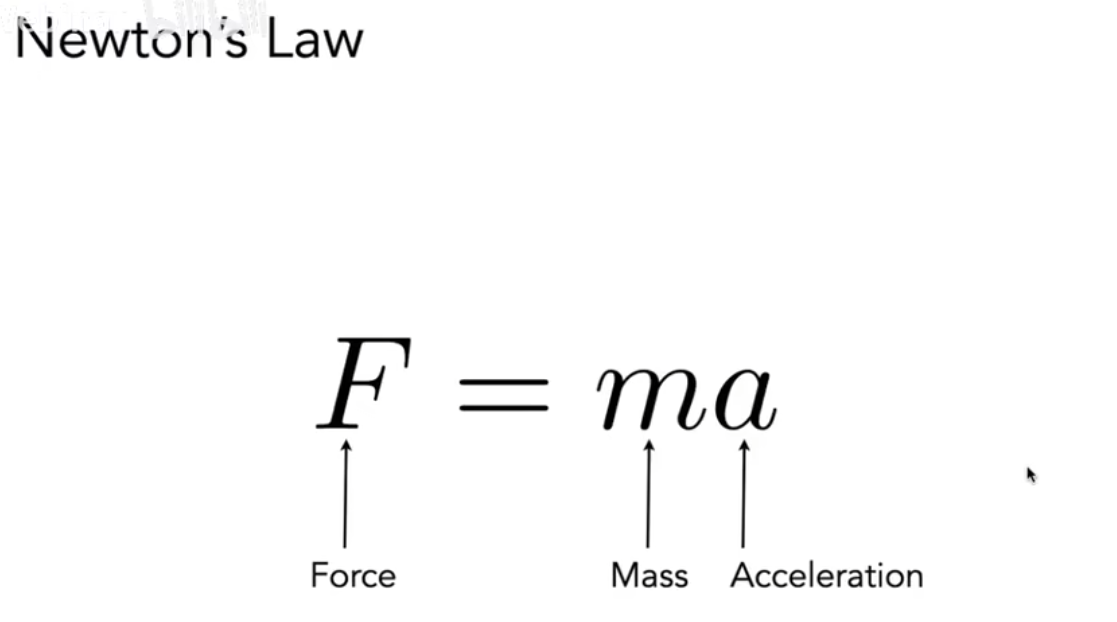 Newton's Law
F = ma
Force Mass Acceleration